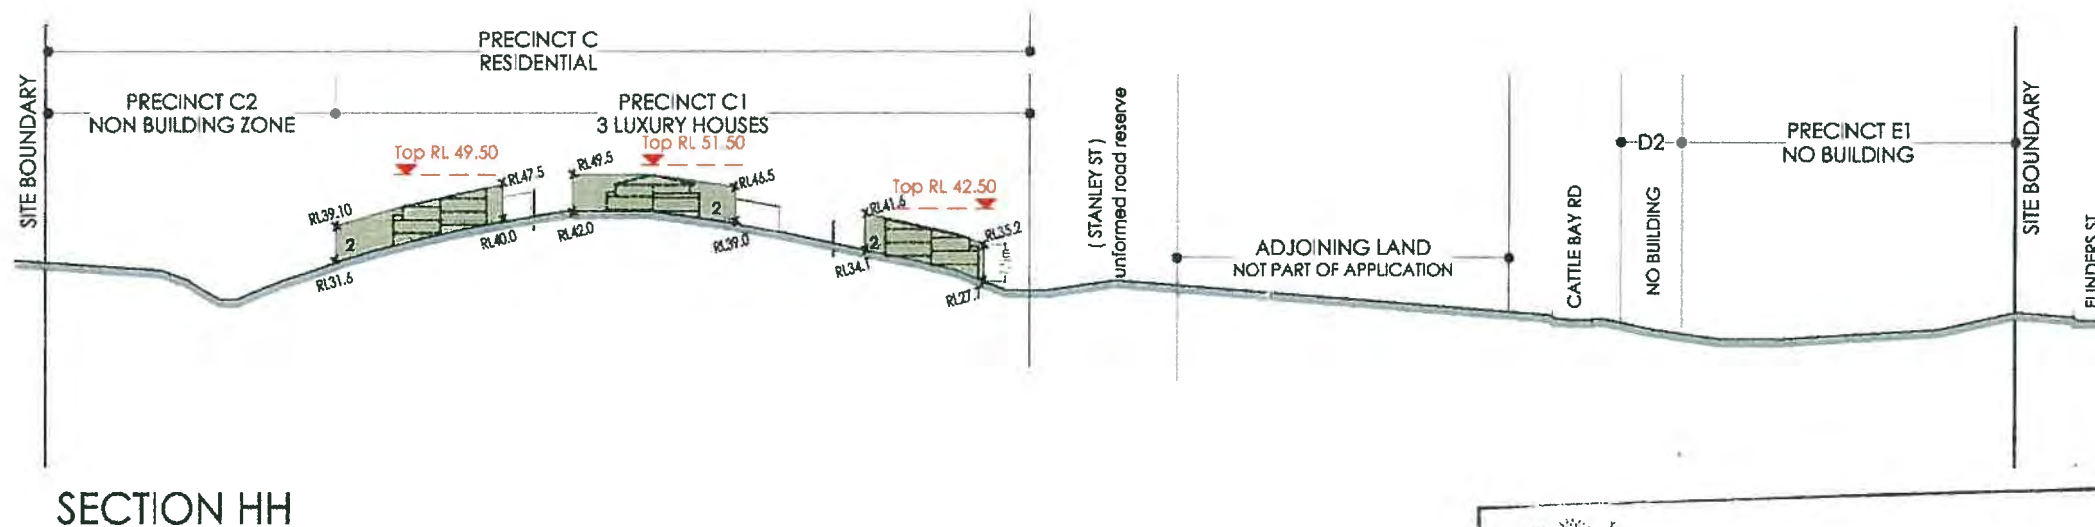 PRECINCT C
RESIDENTIAL
SITE BOUNDARY
PRECINCT C2
NON BUILDING ZONE
PRECINCT C1
3 LUXURY HOUSES
Top RL 49.50
Top RL 51.50
Top RL 42.50
RL39.10
RL47.5
RL49.5
RL46.5
RL41.6
RL35.2
2
2
2
RL31.6
RL40.0
RL42.0
RL39.0
RL34.1
RL27.7
( STANLEY ST )
unformed road reserve
ADJOINING LAND
NOT PART OF APPLICATION
CATTLE BAY RD
D2
NO BUILDING
PRECINCT E1
NO BUILDING
SITE BOUNDARY
SECTION HH